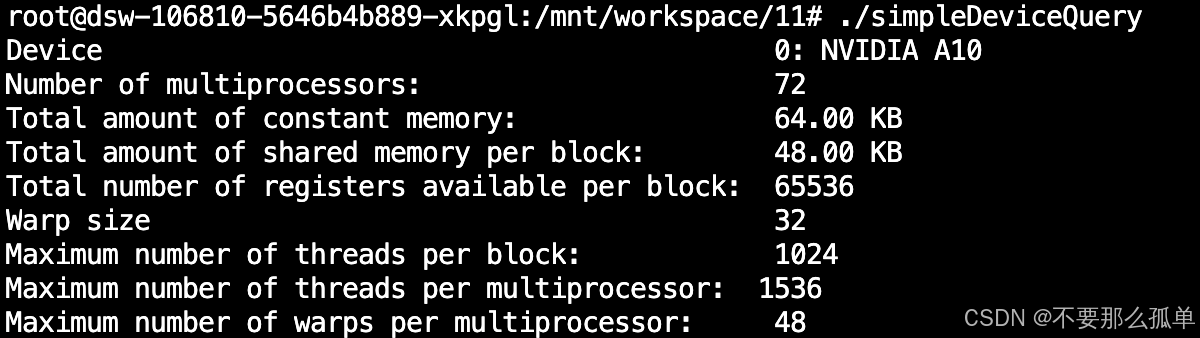 root@dsw-106810-5646b4b889-xkpgl:/mnt/workspace/11# ./simpleDeviceQuery
Device 0: NVIDIA A10
Number of multiprocessors: 72
Total amount of constant memory: 64.00 KB
Total amount of shared memory per block: 48.00 KB
Total number of registers available per block: 65536
Warp size 32
Maximum number of threads per block: 1024
Maximum number of threads per multiprocessor: 1536
Maximum number of warps per multiprocessor: 48
CSDN @不要那么孤单